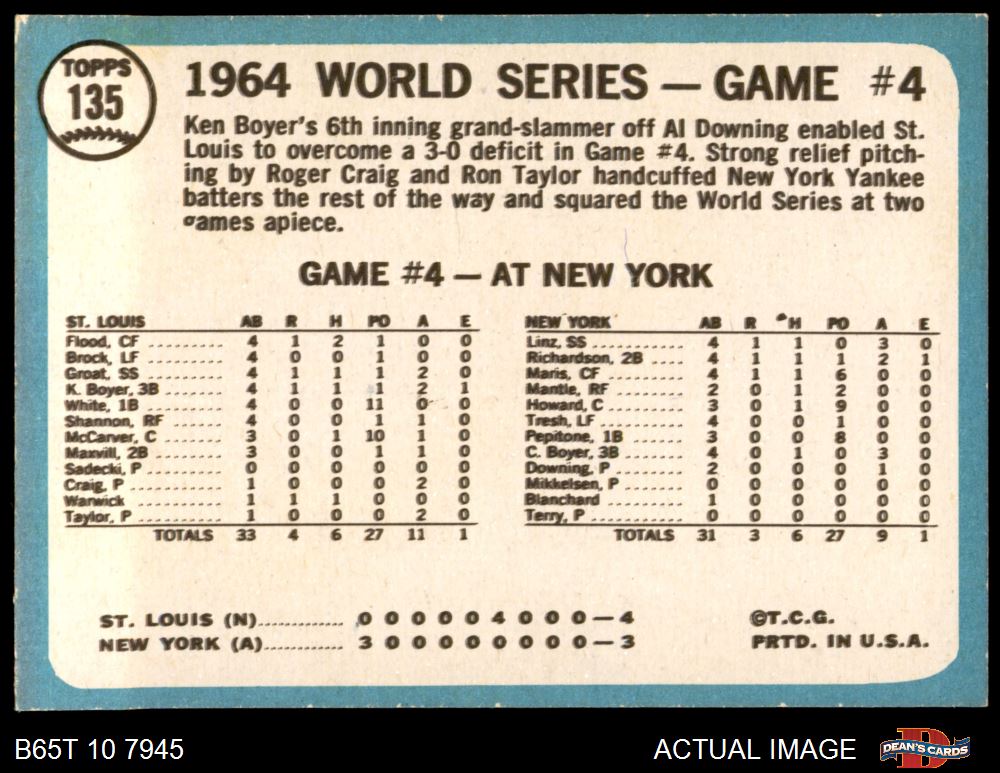 TOPPS
135
1964 WORLD SERIES — GAME #4
Ken Boyer's 6th inning grand-slammer off Al Downing enabled St.
Louis to overcome a 3-0 deficit in Game #4. Strong relief pitch-
ing by Roger Craig and Ron Taylor handcuffed New York Yankee
batters the rest of the way and squared the World Series at two
games apiece.
GAME #4 — AT NEW YORK
ST. LOUIS AB R H PO A E
Flood, CF .......... 4 1 2 1 0 0
Brock, LF .......... 4 0 0 1 0 0
Groat, SS .......... 4 1 1 1 2 0
K. Boyer, 3B ........ 4 1 1 1 2 1
White, 1B .......... 4 0 0 11 0 0
Shannon, RF ........ 4 0 0 1 1 0
McCarver, C ........ 3 0 1 10 1 0
Maxvill, 2B ......... 3 0 0 1 1 0
Sadecki, P .......... 0 0 0 0 0 0
Craig, P ............ 1 0 0 0 2 0
Warwick .......... 1 1 1 0 0 0
Taylor, P ........... 1 0 0 0 2 0
TOTALS 33 4 6 27 11 1
NEW YORK AB R H PO A E
Linz, SS ............ 4 1 1 0 3 0
Richardson, 2B ..... 4 1 1 1 2 1
Maris, CF .......... 4 1 1 6 0 0
Mantle, RF ......... 2 0 1 2 0 0
Howard, C .......... 3 0 1 9 0 0
Tresh, LF ........... 4 0 0 1 0 0
Pepitone, 1B ........ 3 0 0 8 0 0
C. Boyer, 3B ........ 4 0 1 0 3 0
Downing, P ......... 2 0 0 0 1 0
Mikkelsen, P ........ 0 0 0 0 0 0
Blanchard ......... 1 0 0 0 0 0
Terry, P ............ 0 0 0 0 0 0
TOTALS 31 3 6 27 9 1
ST. LOUIS (N).............. 0 0 0 0 0 4 0 0 0 — 4
NEW YORK (A)............. 3 0 0 0 0 0 0 0 0 — 3
©T.C.G.
PRTD. IN U.S.A.
B65T 10 7945
ACTUAL IMAGE
DEAN'S CARDS